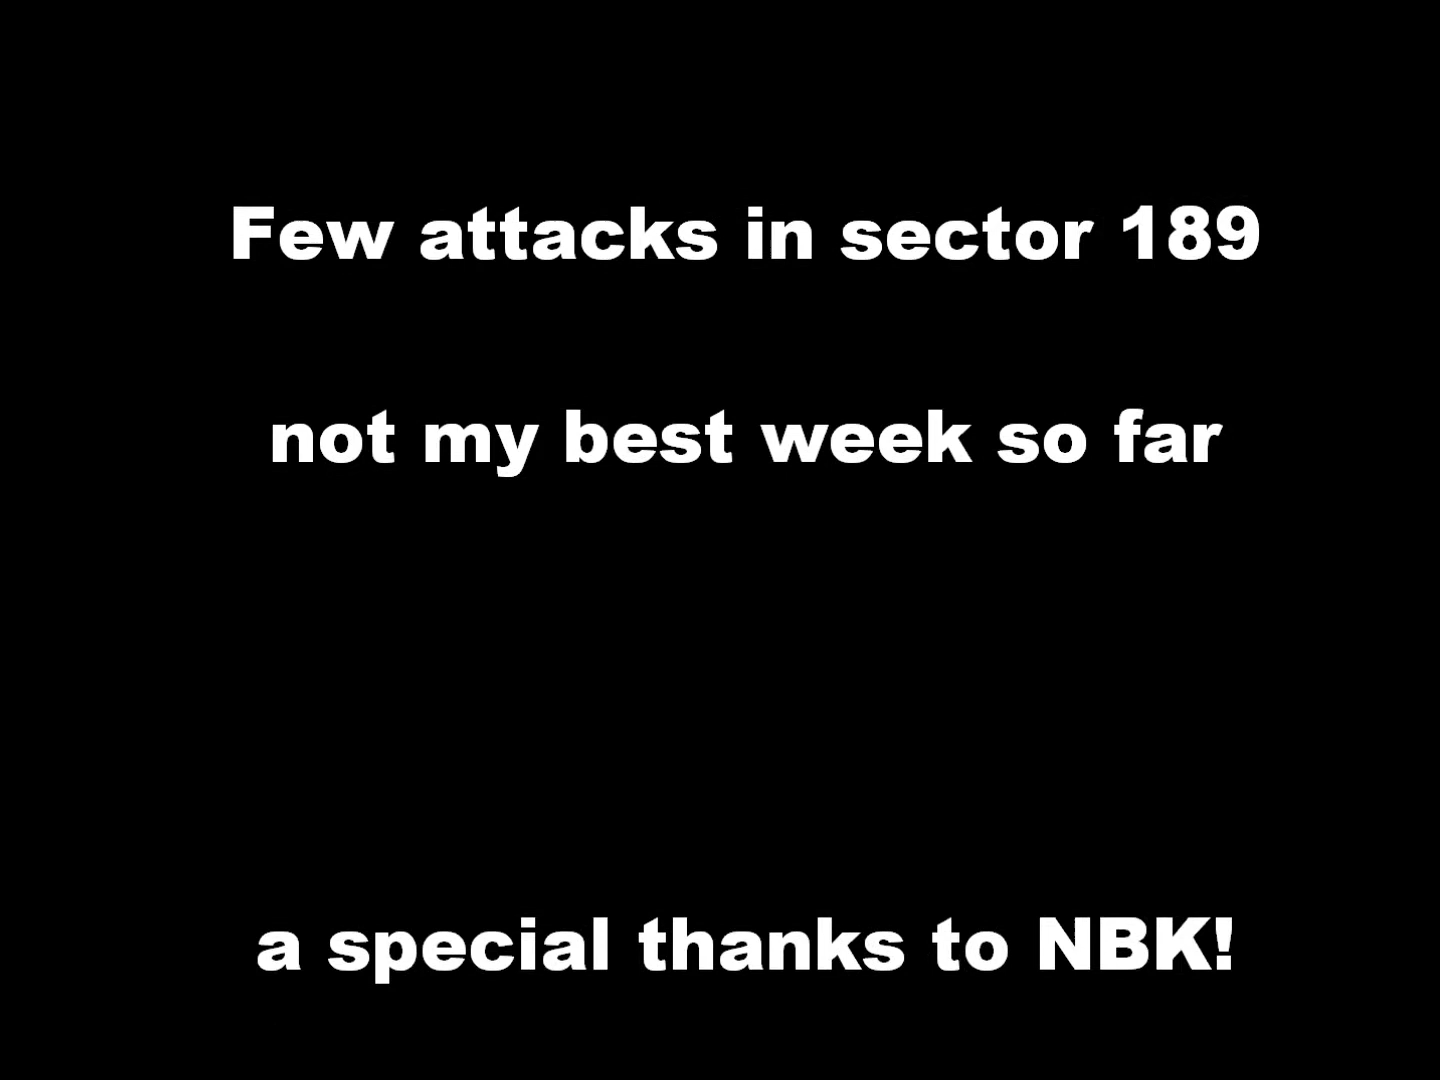 Few attacks in sector 189
not my best week so far
a special thanks to NBK!